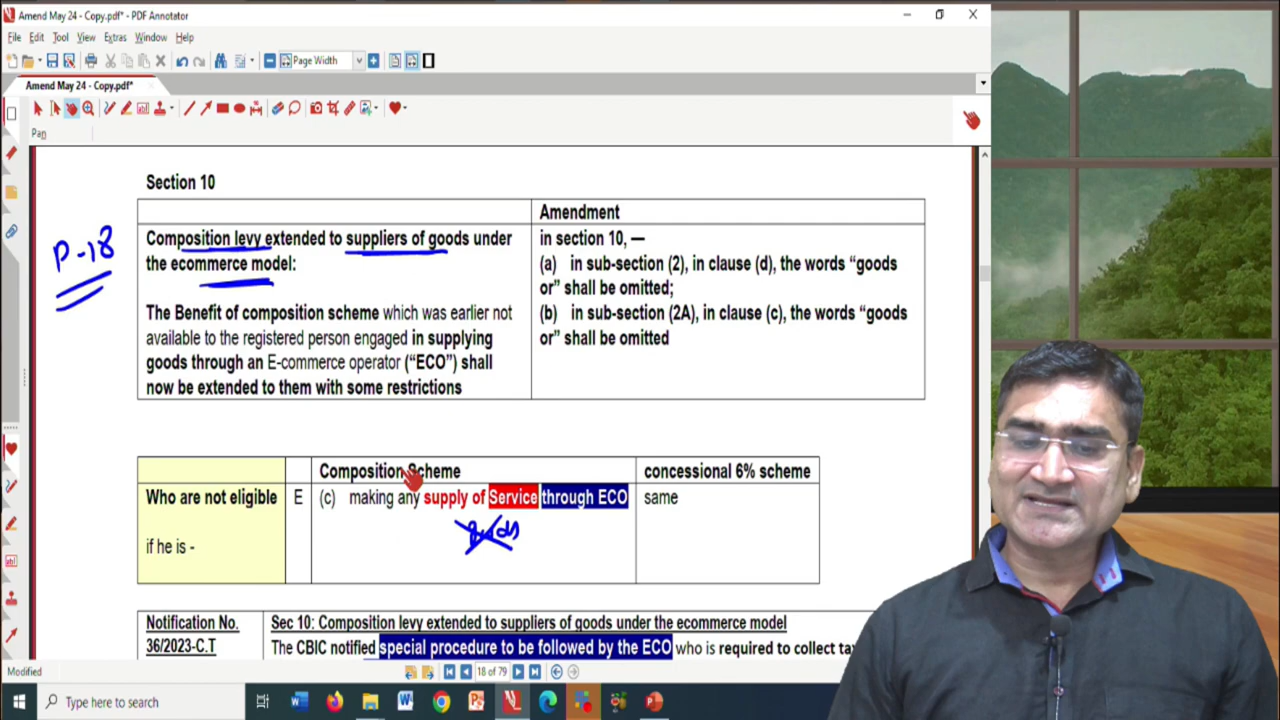 Amend May 24 - Copy.pdf* - PDF Annotator
File Edit Tool View Extras Window Help
Page Width
Amend May 24 - Copy.pdf*
Pan
Section 10
Amendment
P-18
Composition levy extended to suppliers of goods under
the ecommerce model:
The Benefit of composition scheme which was earlier not
available to the registered person engaged in supplying
goods through an E-commerce operator ("ECO") shall
now be extended to them with some restrictions
in section 10, —
(a) in sub-section (2), in clause (d), the words "goods
or" shall be omitted;
(b) in sub-section (2A), in clause (c), the words "goods
or" shall be omitted
Composition Scheme
concessional 6% scheme
Who are not eligible
if he is -
E
(c) making any supply of Service through ECO
goods
same
Notification No.
36/2023-C.T
Sec 10: Composition levy extended to suppliers of goods under the ecommerce model
The CBIC notified special procedure to be followed by the ECO who is required to collect tax
Modified
18 of 79
Type here to search